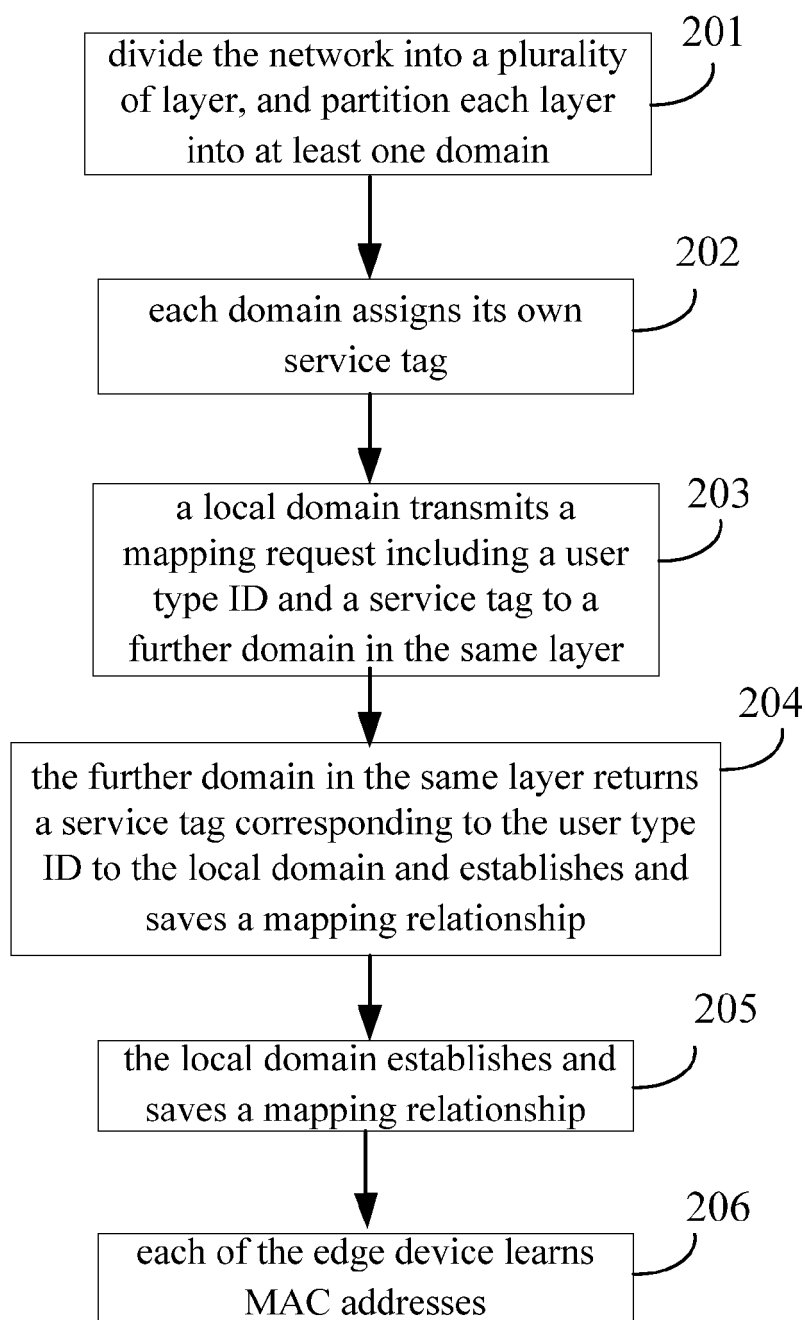 201
divide the network into a plurality
of layer, and partition each layer
into at least one domain
202
each domain assigns its own
service tag
203
a local domain transmits a
mapping request including a user
type ID and a service tag to a
further domain in the same layer
204
the further domain in the same layer returns
a service tag corresponding to the user type
ID to the local domain and establishes and
saves a mapping relationship
205
the local domain establishes and
saves a mapping relationship
206
each of the edge device learns
MAC addresses